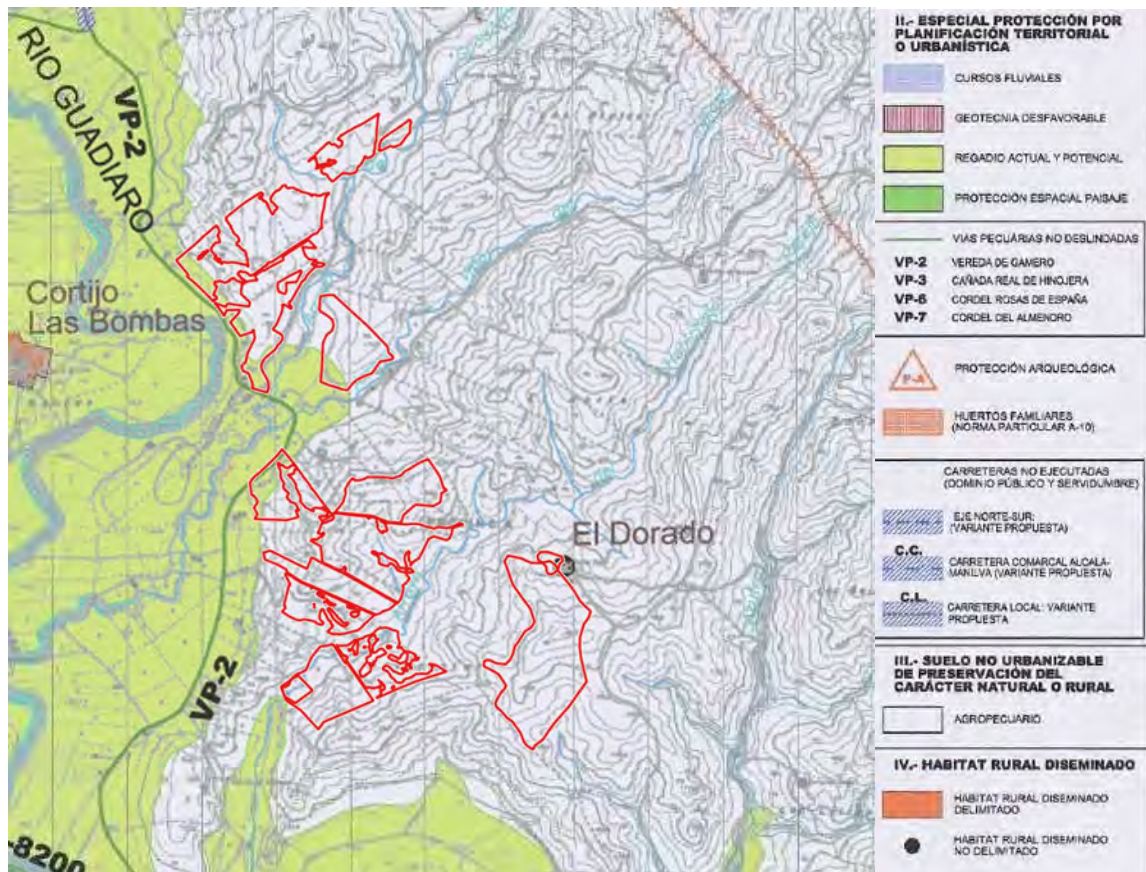 RIO GUADIARO
VP-2
Cortijo
Las Bombas
El Dorado
VP-2
-8200
II.- ESPECIAL PROTECCIÓN POR
PLANIFICACIÓN TERRITORIAL
O URBANÍSTICA
CURSOS FLUVIALES
GEOTECNIA DESFAVORABLE
REGADIO ACTUAL Y POTENCIAL
PROTECCIÓN ESPACIAL PAISAJE
VIAS PECUÁRIAS NO DESLINDADAS
VP-2 VEREDA DE GAMERO
VP-3 CAÑADA REAL DE HINOJERA
VP-6 CORDEL ROSAS DE ESPAÑA
VP-7 CORDEL DEL ALMENDRO
P-A PROTECCIÓN ARQUEOLÓGICA
HUERTOS FAMILIARES
(NORMA PARTICULAR A-10)
CARRETERAS NO EJECUTADAS
(DOMINIO PÚBLICO Y SERVIDUMBRE)
EJE NORTE-SUR:
(VARIANTE PROPUESTA)
C.C. CARRETERA COMARCAL ALCALA-
MANILVA (VARIANTE PROPUESTA)
C.L. CARRETERA LOCAL: VARIANTE
PROPUESTA
III.- SUELO NO URBANIZABLE
DE PRESERVACIÓN DEL
CARÁCTER NATURAL O RURAL
AGROPECUARIO
IV.- HABITAT RURAL DISEMINADO
HABITAT RURAL DISEMINADO
DELIMITADO
HABITAT RURAL DISEMINADO
NO DELIMITADO